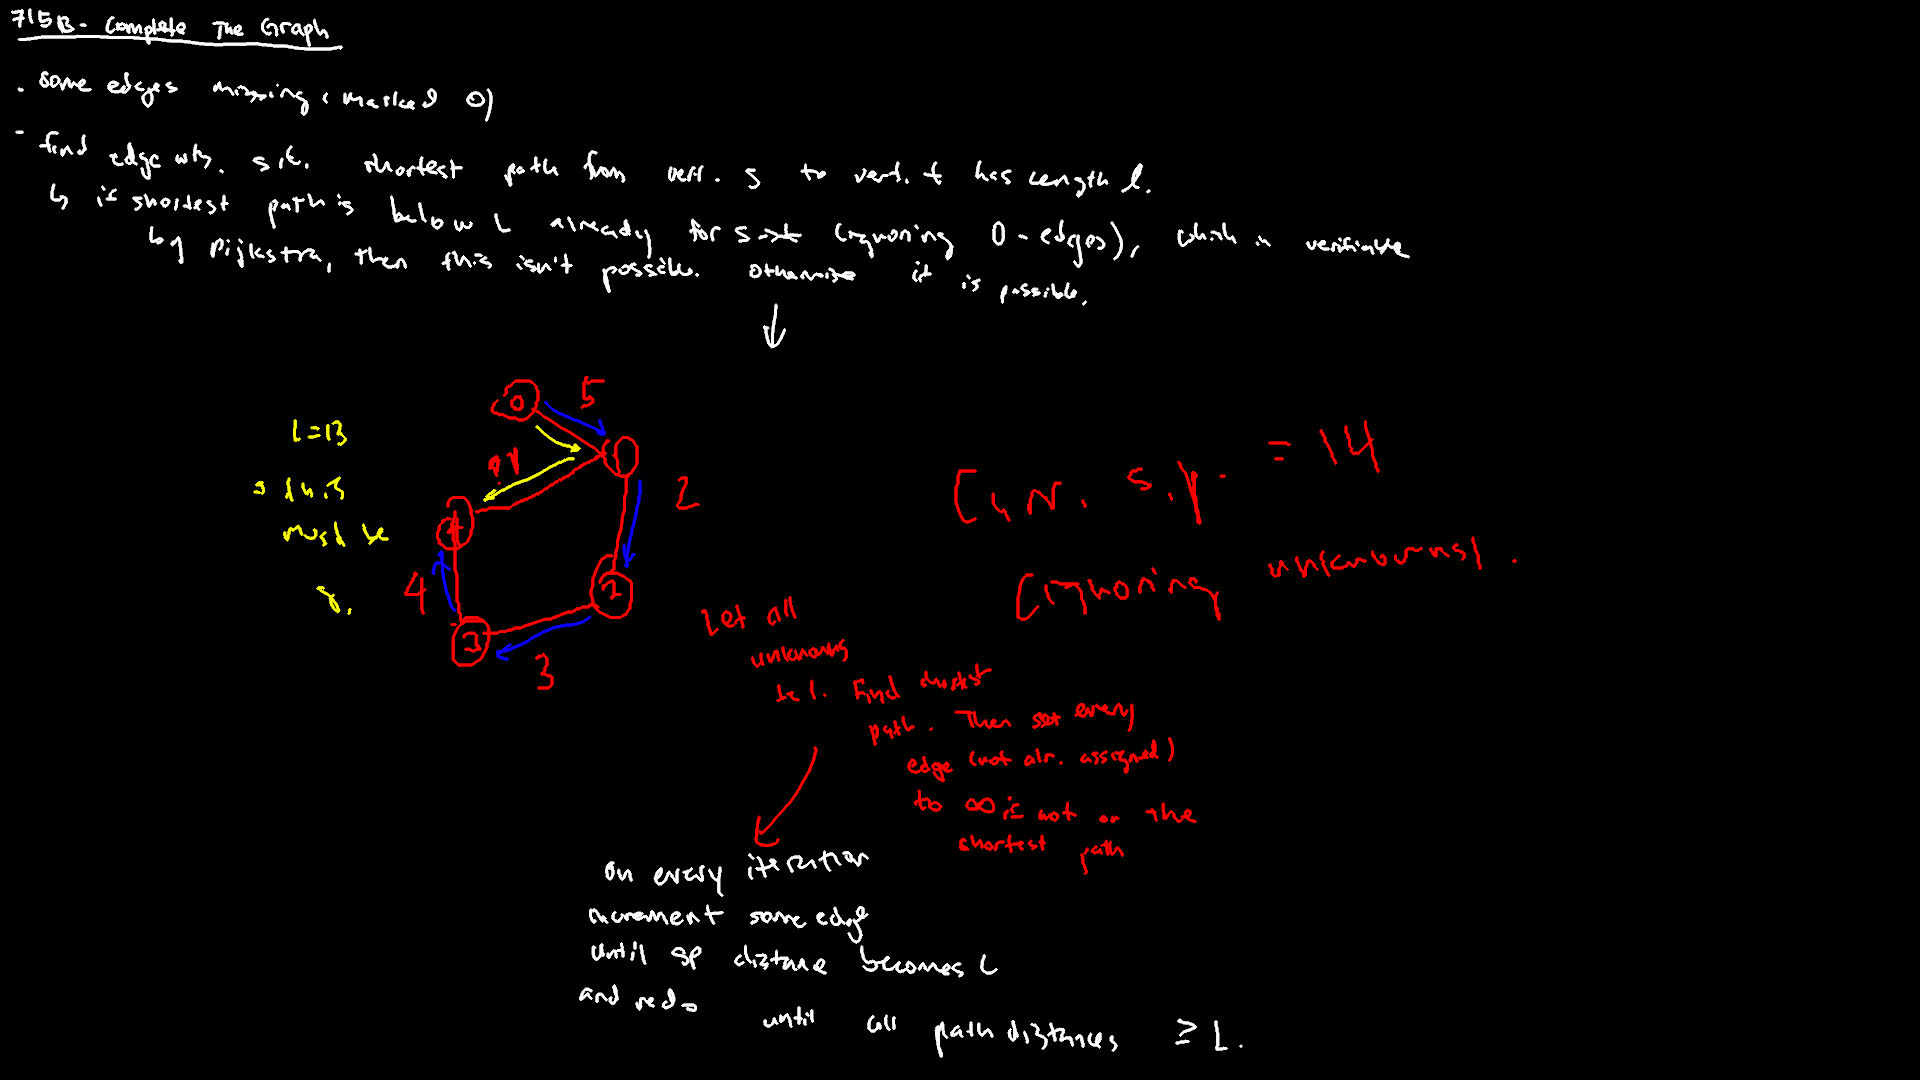 715B - Complete The Graph
. some edges missing (marked 0)
- find edge wts. s.t. shortest path from vert. s to vert. t has length L.
↳ if shortest path is below L already for s→t (ignoring 0-edges), which is verifiable
by Dijkstra, then this isn't possible. otherwise it is possible.
0 5
L=13
1
Cur. s.p. = 14
?
2
must be
4
8.
4
2
(ignoring unknowns).
3
3
Let all
unknowns
be 1. Find shortest
path. Then set every
edge (not alr. assigned)
to ∞ if not on the
shortest path
on every iteration
increment some edge
until SP distance becomes L
and redo
until all path distances ≥ L.